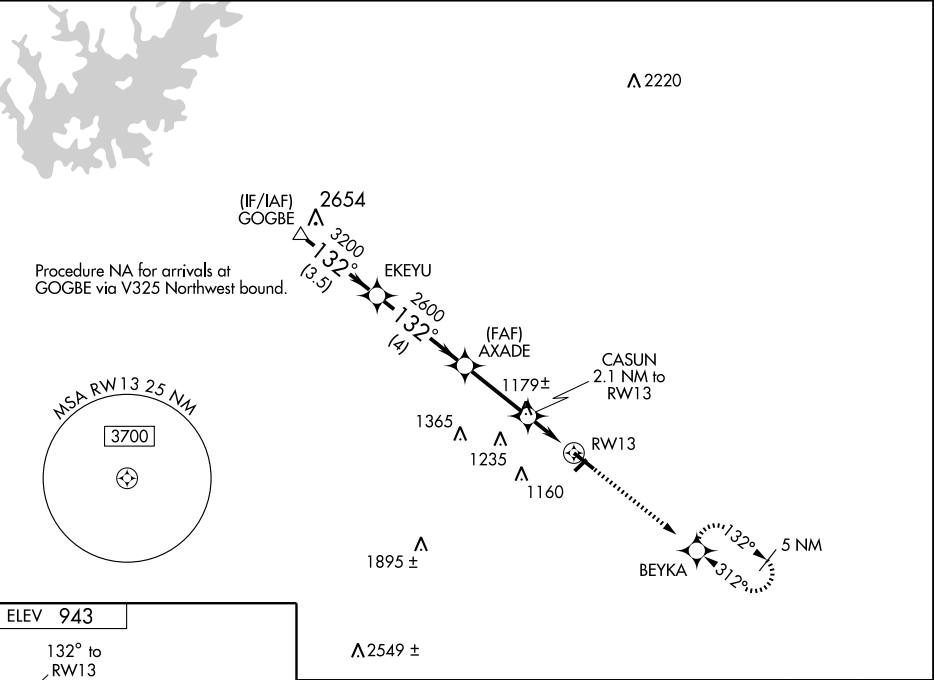 2220
(IF/IAF)
GOGBE
2654
3200
132°
(3.5)
Procedure NA for arrivals at
GOGBE via V325 Northwest bound.
EKEYU
2600
132°
(4)
(FAF)
AXADE
CASUN
2.1 NM to
RW13
1179±
MSA RW13 25 NM
3700
1365
1235
1160
RW13
1895 ±
BEYKA
132°
312°
5 NM
ELEV 943
132° to
RW13
2549 ±